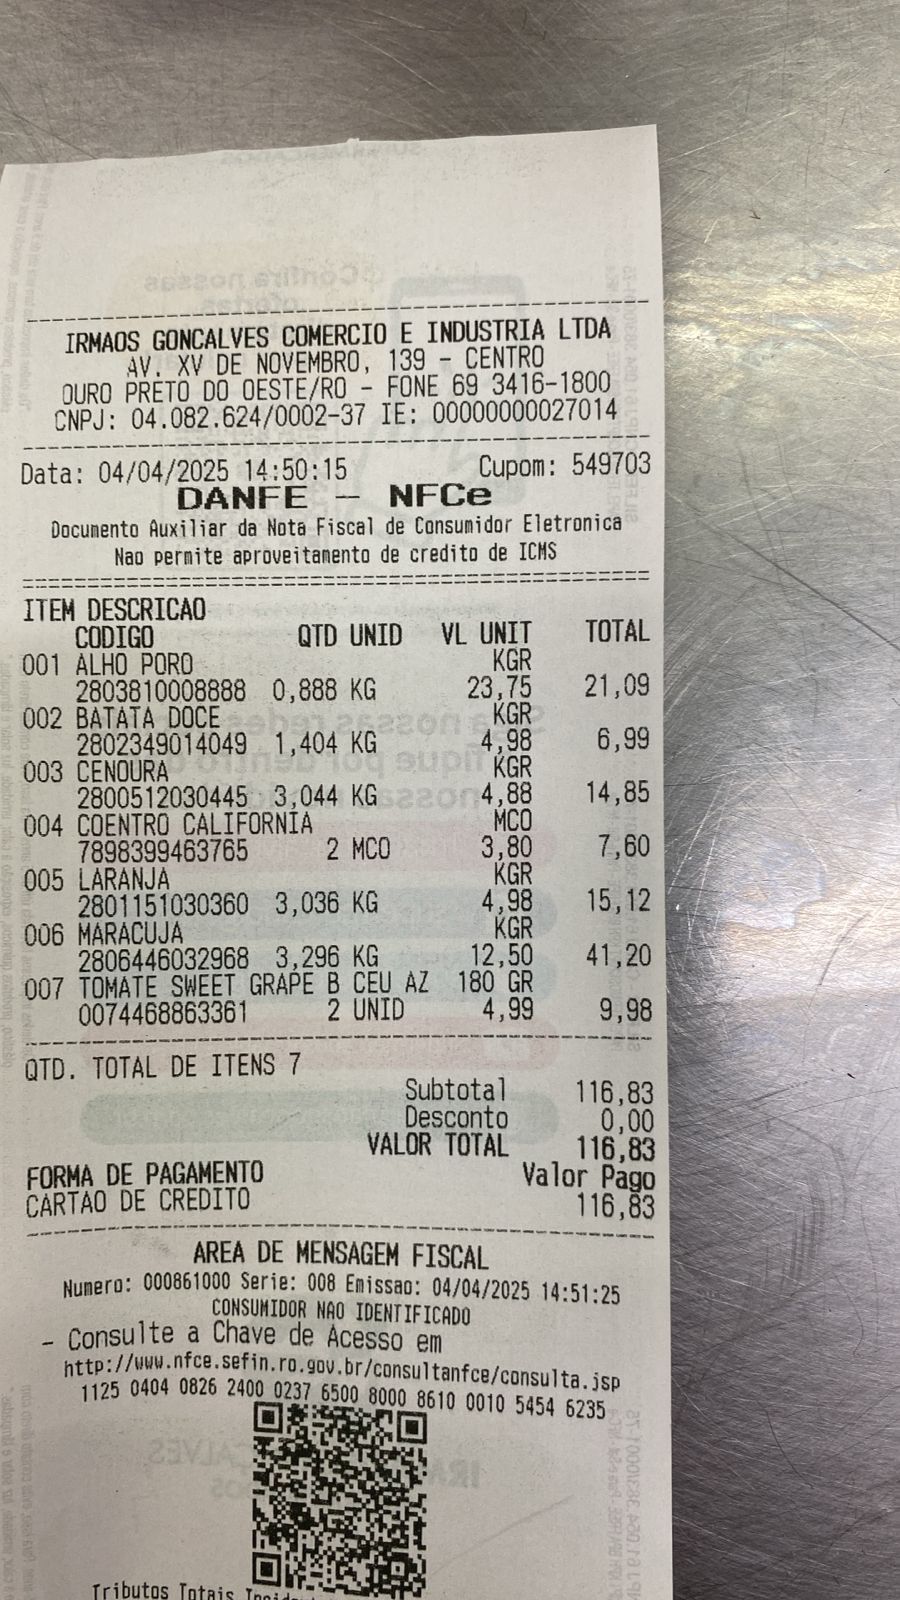 IRMAOS GONCALVES COMERCIO E INDUSTRIA LTDA
AV. XV DE NOVEMBRO, 139 - CENTRO
OURO PRETO DO OESTE/RO - FONE 69 3416-1800
CNPJ: 04.082.624/0002-37 IE: 00000000027014
Data: 04/04/2025 14:50:15 Cupom: 549703
DANFE - NFCe
Documento Auxiliar da Nota Fiscal de Consumidor Eletronica
Nao permite aproveitamento de credito de ICMS
ITEM DESCRICAO
CODIGO QTD UNID VL UNIT TOTAL
001 ALHO PORO KGR
2803810008888 0,888 KG 23,75 21,09
002 BATATA DOCE KGR
2802349014049 1,404 KG 4,98 6,99
003 CENOURA KGR
2800512030445 3,044 KG 4,88 14,85
004 COENTRO CALIFORNIA MCO
7898399463765 2 MCO 3,80 7,60
005 LARANJA KGR
2801151030360 3,036 KG 4,98 15,12
006 MARACUJA KGR
2806446032968 3,296 KG 12,50 41,20
007 TOMATE SWEET GRAPE B CEU AZ 180 GR
0074468863361 2 UNID 4,99 9,98
QTD. TOTAL DE ITENS 7
Subtotal 116,83
Desconto 0,00
VALOR TOTAL 116,83
FORMA DE PAGAMENTO Valor Pago
CARTAO DE CREDITO 116,83
AREA DE MENSAGEM FISCAL
Numero: 000861000 Serie: 008 Emissao: 04/04/2025 14:51:25
CONSUMIDOR NAO IDENTIFICADO
- Consulte a Chave de Acesso em
http://www.nfce.sefin.ro.gov.br/consultanfce/consulta.jsp
1125 0404 0826 2400 0237 6500 8000 8610 0010 5454 6235
Tributos Totais